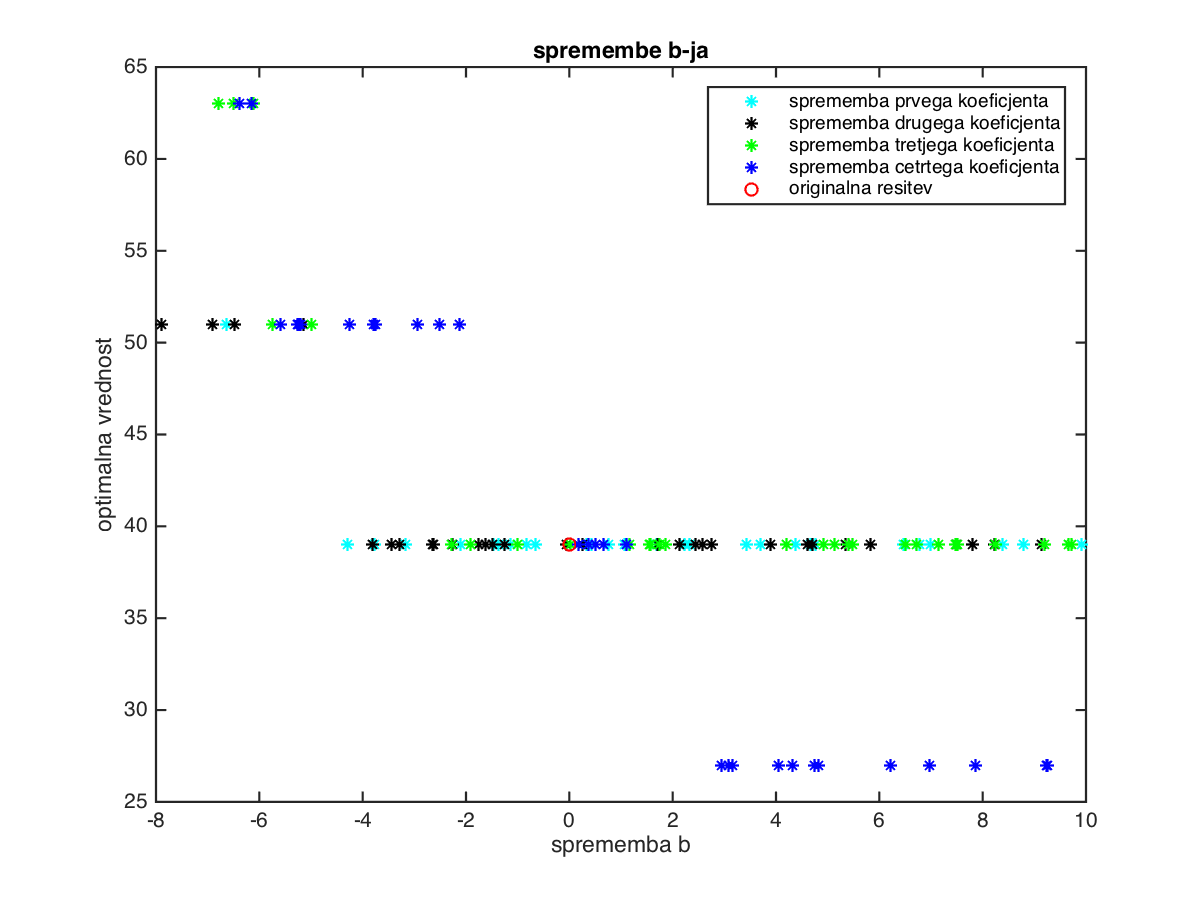 spremembe b-ja
65
60
55
50
45
40
35
30
25
optimalna vrednost
sprememba prvega koeficjenta
sprememba drugega koeficjenta
sprememba tretjega koeficjenta
sprememba cetrtega koeficjenta
originalna resitev
-8 -6 -4 -2 0 2 4 6 8 10
sprememba b